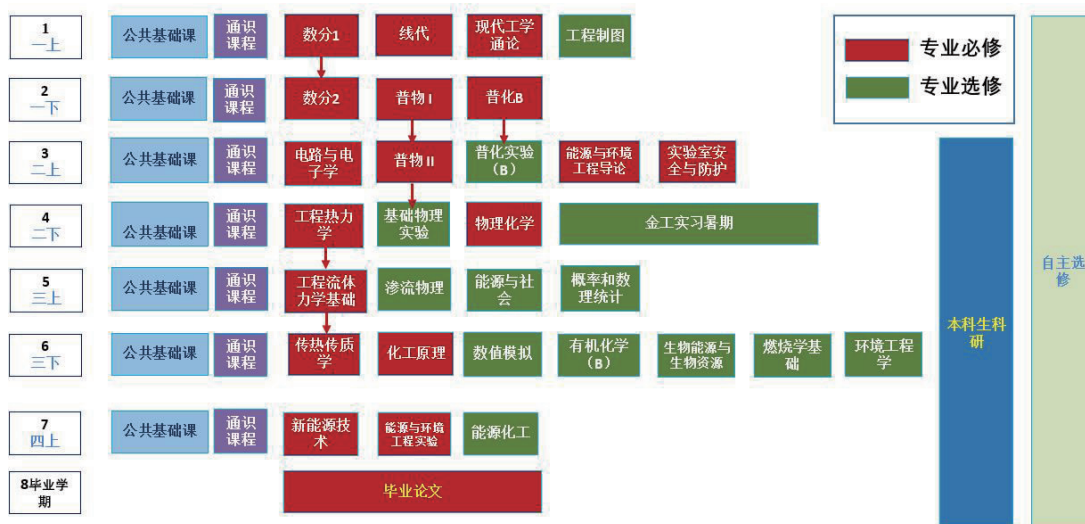 1
一上
公共基础课
通识
课程
数分1
线代
现代工学
通论
工程制图
专业必修
专业选修
2
一下
公共基础课
通识
课程
数分2
普物 I
普化B
3
二上
公共基础课
通识
课程
电路与电
子学
普物 II
普化实验
(B)
能源与环境
工程导论
实验室安
全与防护
4
二下
公共基础课
通识
课程
工程热力
学
基础物理
实验
物理化学
金工实习暑期
5
三上
公共基础课
通识
课程
工程流体
力学基础
渗流物理
能源与社
会
概率和数
理统计
6
三下
公共基础课
通识
课程
传热传质
学
化工原理
数值模拟
有机化学
(B)
生物能源与
生物资源
燃烧学基
础
环境工程
学
7
四上
公共基础课
通识
课程
新能源技
术
能源与环境
工程实验
能源化工
8毕业学
期
毕业论文
本科生科
研
自主选
修